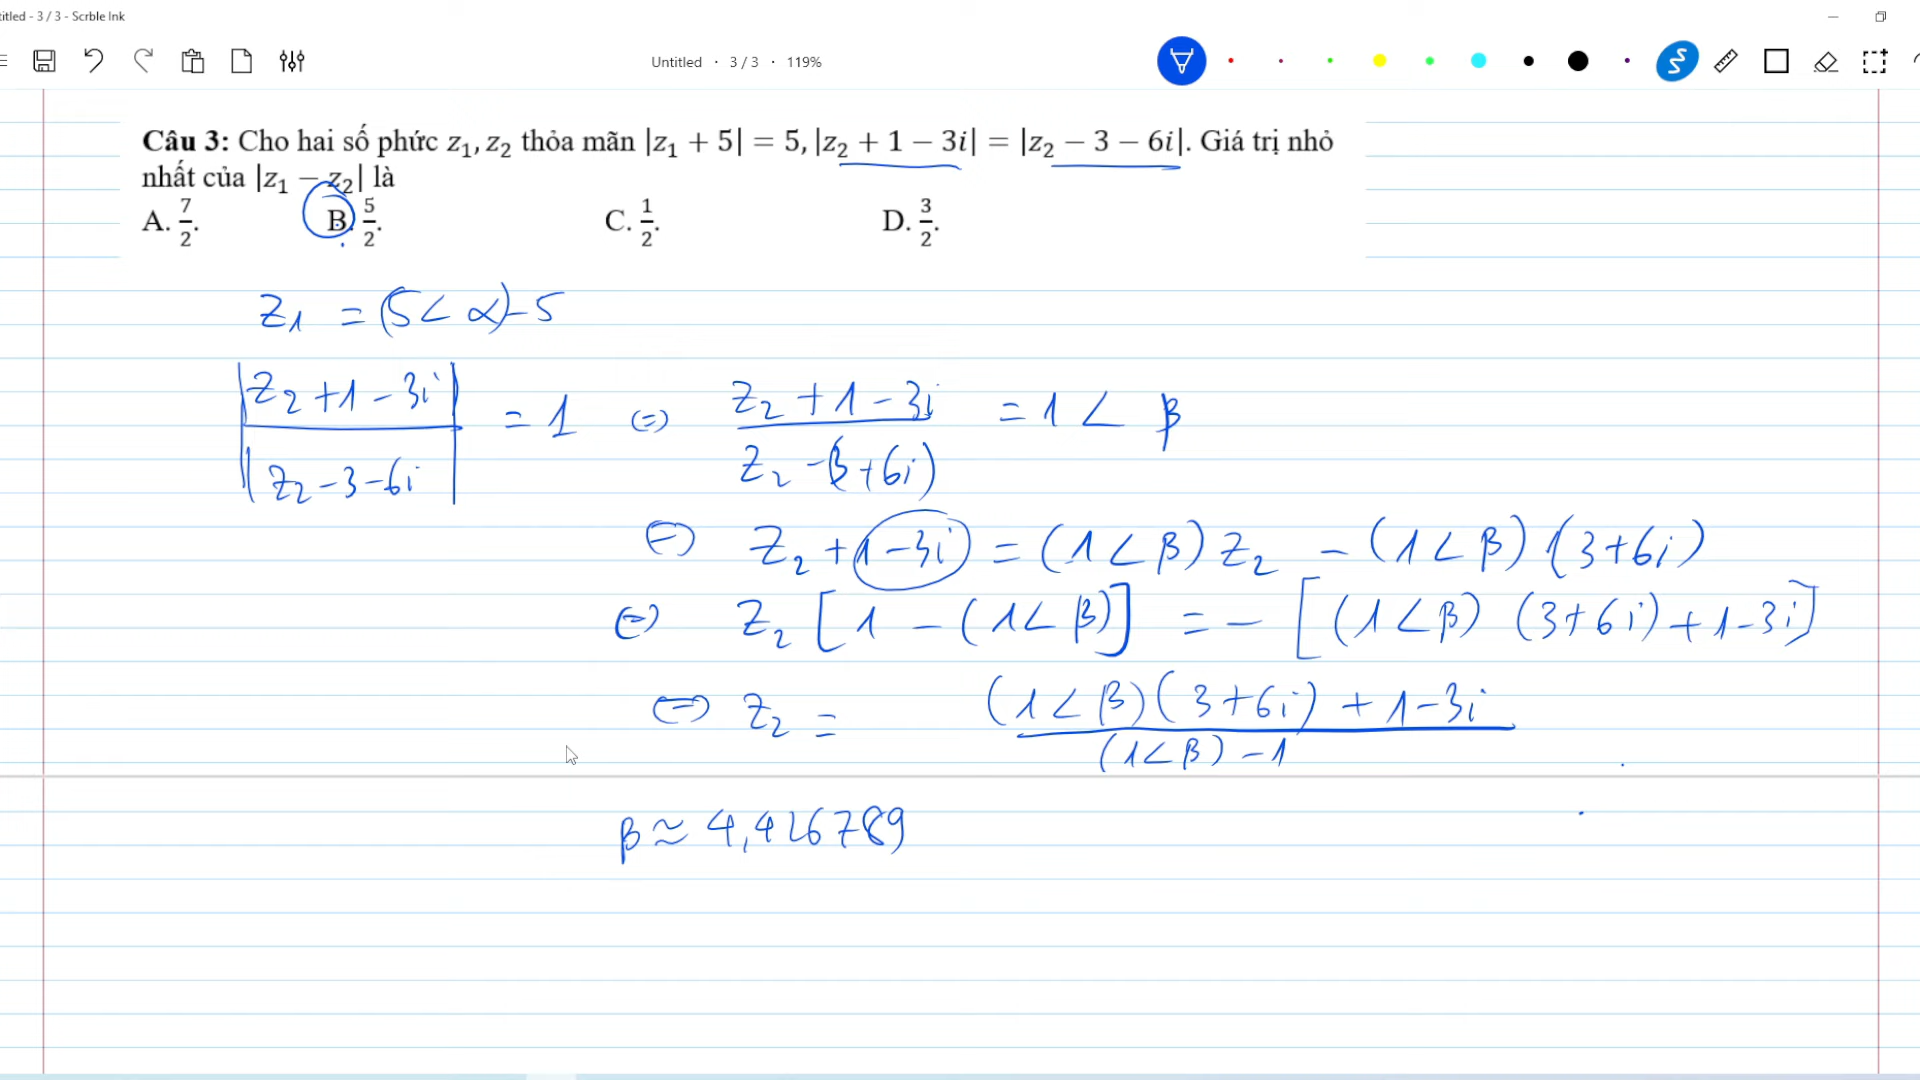 itled - 3 / 3 - Scrble Ink
Untitled · 3 / 3 · 119%
Câu 3: Cho hai số phức z₁, z₂ thỏa mãn |z₁ + 5| = 5, |z₂ + 1 − 3i| = |z₂ − 3 − 6i|. Giá trị nhỏ
nhất của |z₁ − z₂| là
A. 7/2. B. 5/2. C. 1/2. D. 3/2.
z₁ = (5 < α) - 5
|z₂ + 1 - 3i| / |z₂ - 3 - 6i| = 1 (=) (z₂ + 1 - 3i) / (z₂ - (3 + 6i)) = 1 < β
(=) z₂ + 1 - 3i = (1 < β) z₂ - (1 < β) (3 + 6i)
(=) z₂ [1 - (1 < β)] = - [(1 < β) (3 + 6i) + 1 - 3i]
(=) z₂ = ((1 < β)(3 + 6i) + 1 - 3i) / ((1 < β) - 1)
β ≈ 4,426789